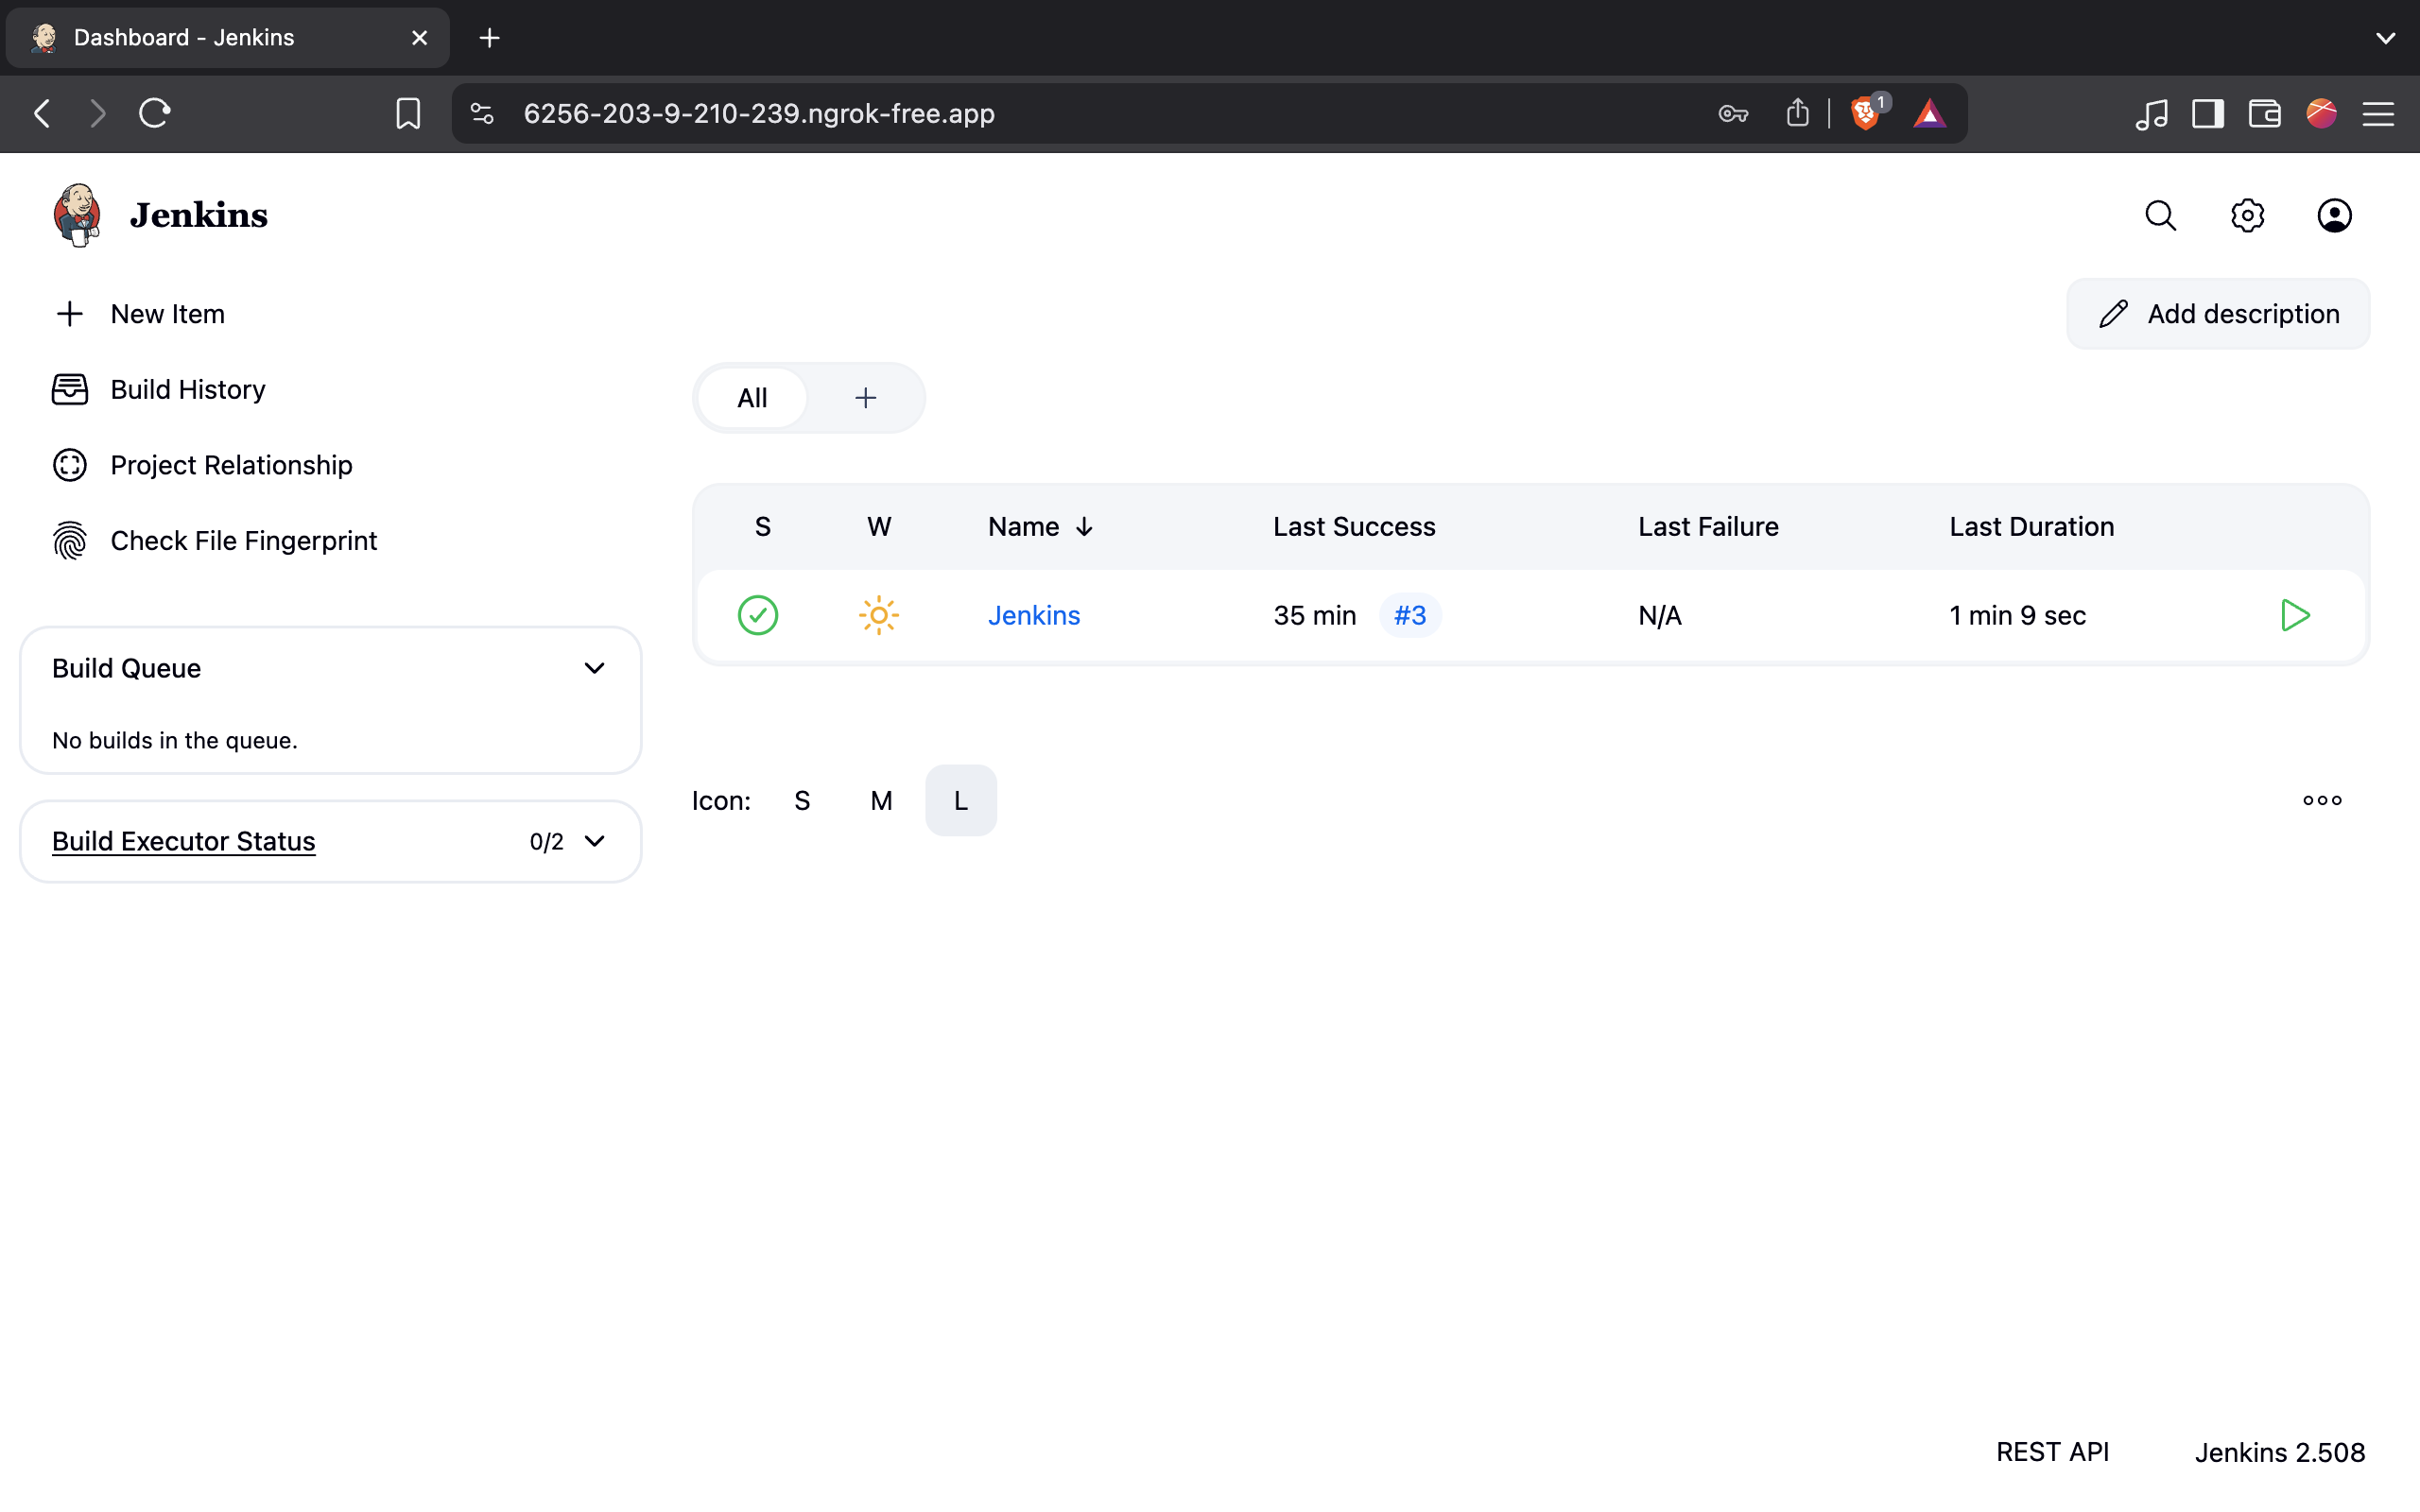 Dashboard - Jenkins
6256-203-9-210-239.ngrok-free.app
1
Jenkins
New Item
Add description
Build History
All
Project Relationship
Check File Fingerprint
S W Name ↓ Last Success Last Failure Last Duration
Jenkins 35 min #3 N/A 1 min 9 sec
Build Queue
No builds in the queue.
Icon: S M L
Build Executor Status 0/2
REST API Jenkins 2.508